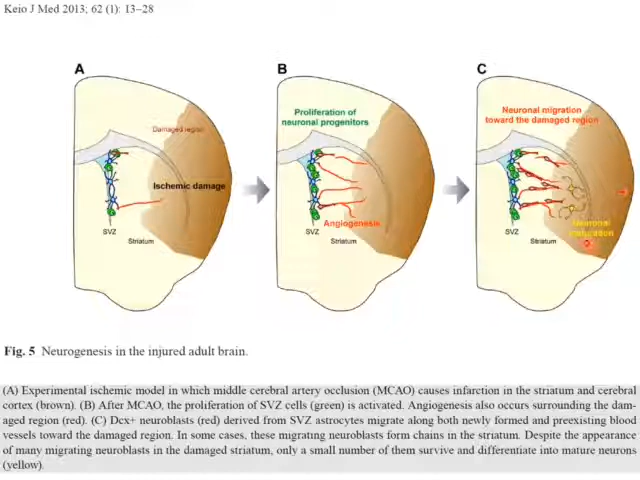 Keio J Med 2013; 62 (1): 13–28
A
B
C
Damaged region
Ischemic damage
SVZ
Striatum
Proliferation of
neuronal progitors
Angiogenesis
SVZ
Striatum
Neuronal migration
toward the damaged region
Neuronal
maturation
SVZ
Striatum
Fig. 5 Neurogenesis in the injured adult brain.
(A) Experimental ischemic model in which middle cerebral artery occlusion (MCAO) causes infarction in the striatum and cerebral
cortex (brown). (B) After MCAO, the proliferation of SVZ cells (green) is activated. Angiogenesis also occurs surrounding the dam-
aged region (red). (C) Dcx+ neuroblasts (red) derived from SVZ astrocytes migrate along both newly formed and preexisting blood
vessels toward the damaged region. In some cases, these migrating neuroblasts form chains in the striatum. Despite the appearance
of many migrating neuroblasts in the damaged striatum, only a small number of them survive and differentiate into mature neurons
(yellow).